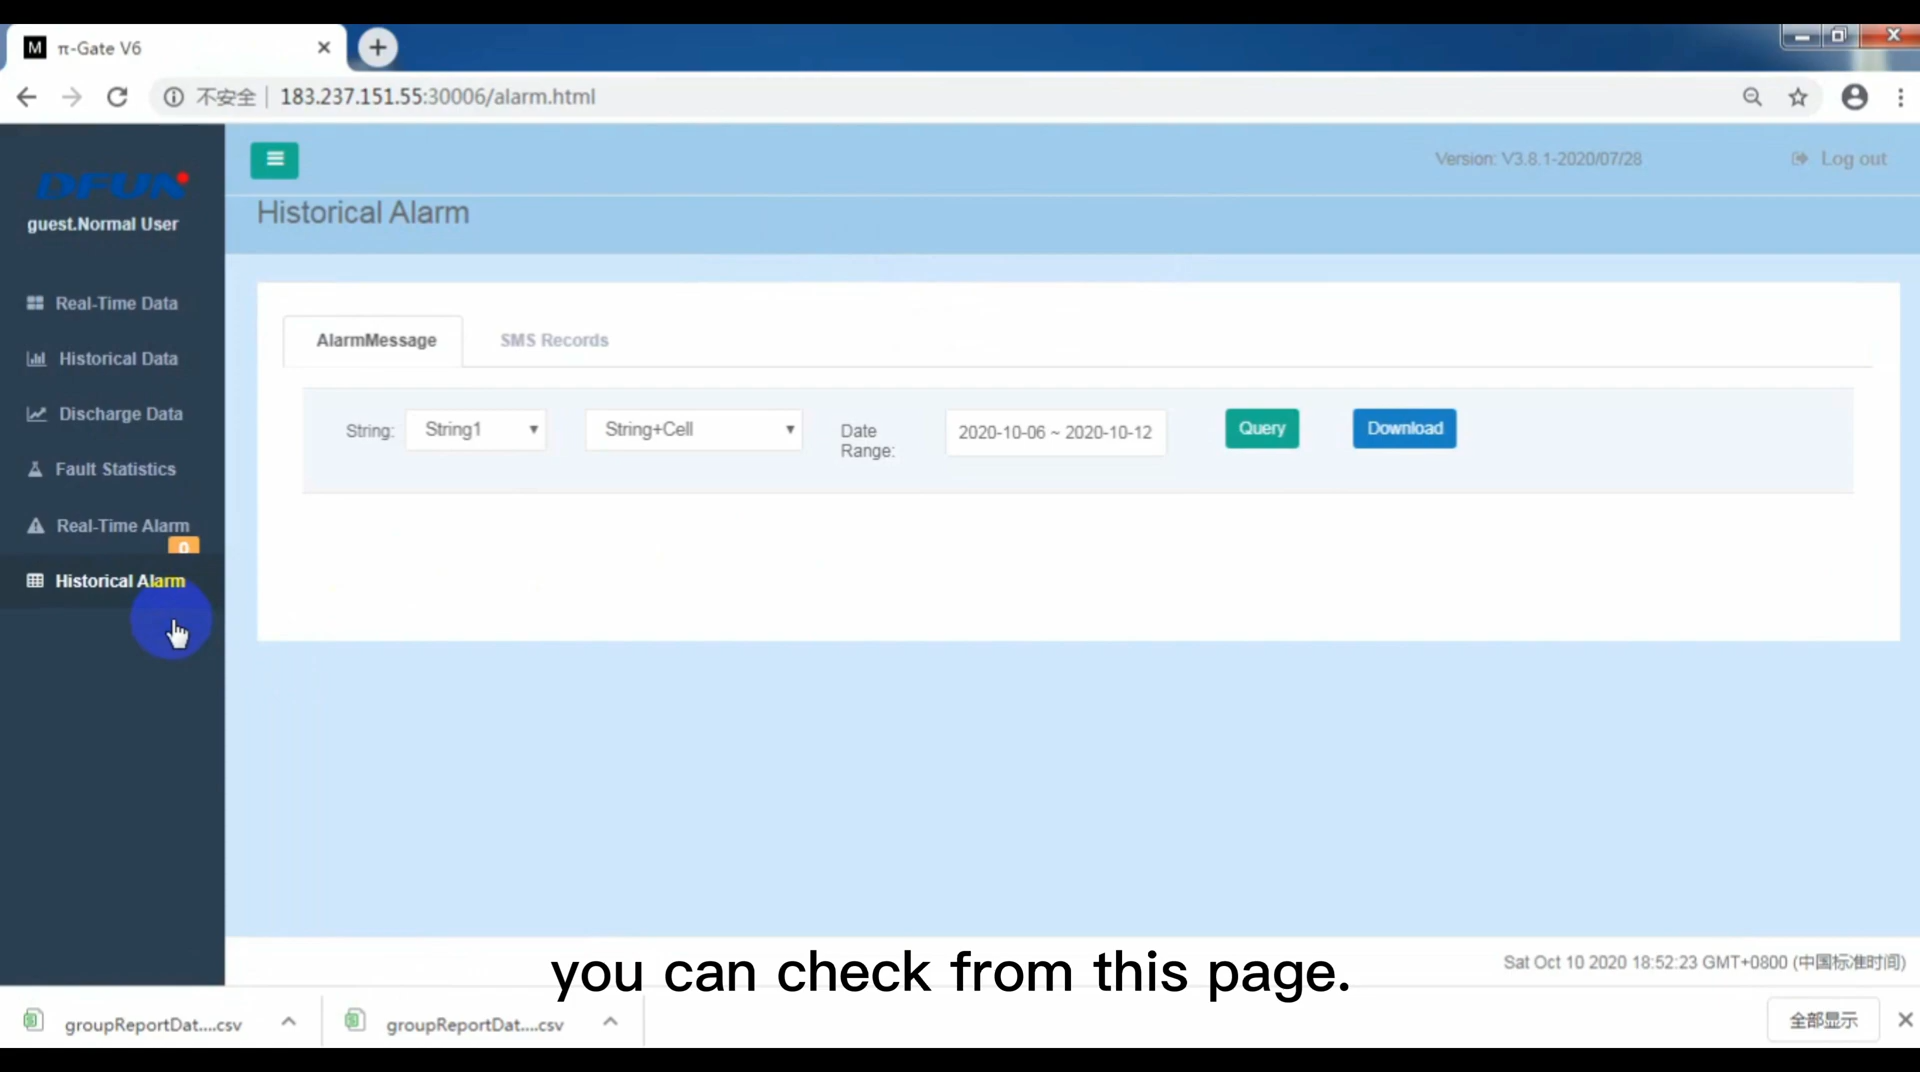 M π-Gate V6
不安全 | 183.237.151.55:30006/alarm.html
Version: V3.8.1-2020/07/28 Log out
DFUN
guest.Normal User
Historical Alarm
Real-Time Data
Historical Data
Discharge Data
Fault Statistics
Real-Time Alarm
0
Historical Alarm
AlarmMessage SMS Records
String: String1 String+Cell Date Range: 2020-10-06 ~ 2020-10-12 Query Download
Sat Oct 10 2020 18:52:23 GMT+0800 (中国标准时间)
you can check from this page.
groupReportDat....csv groupReportDat....csv 全部显示